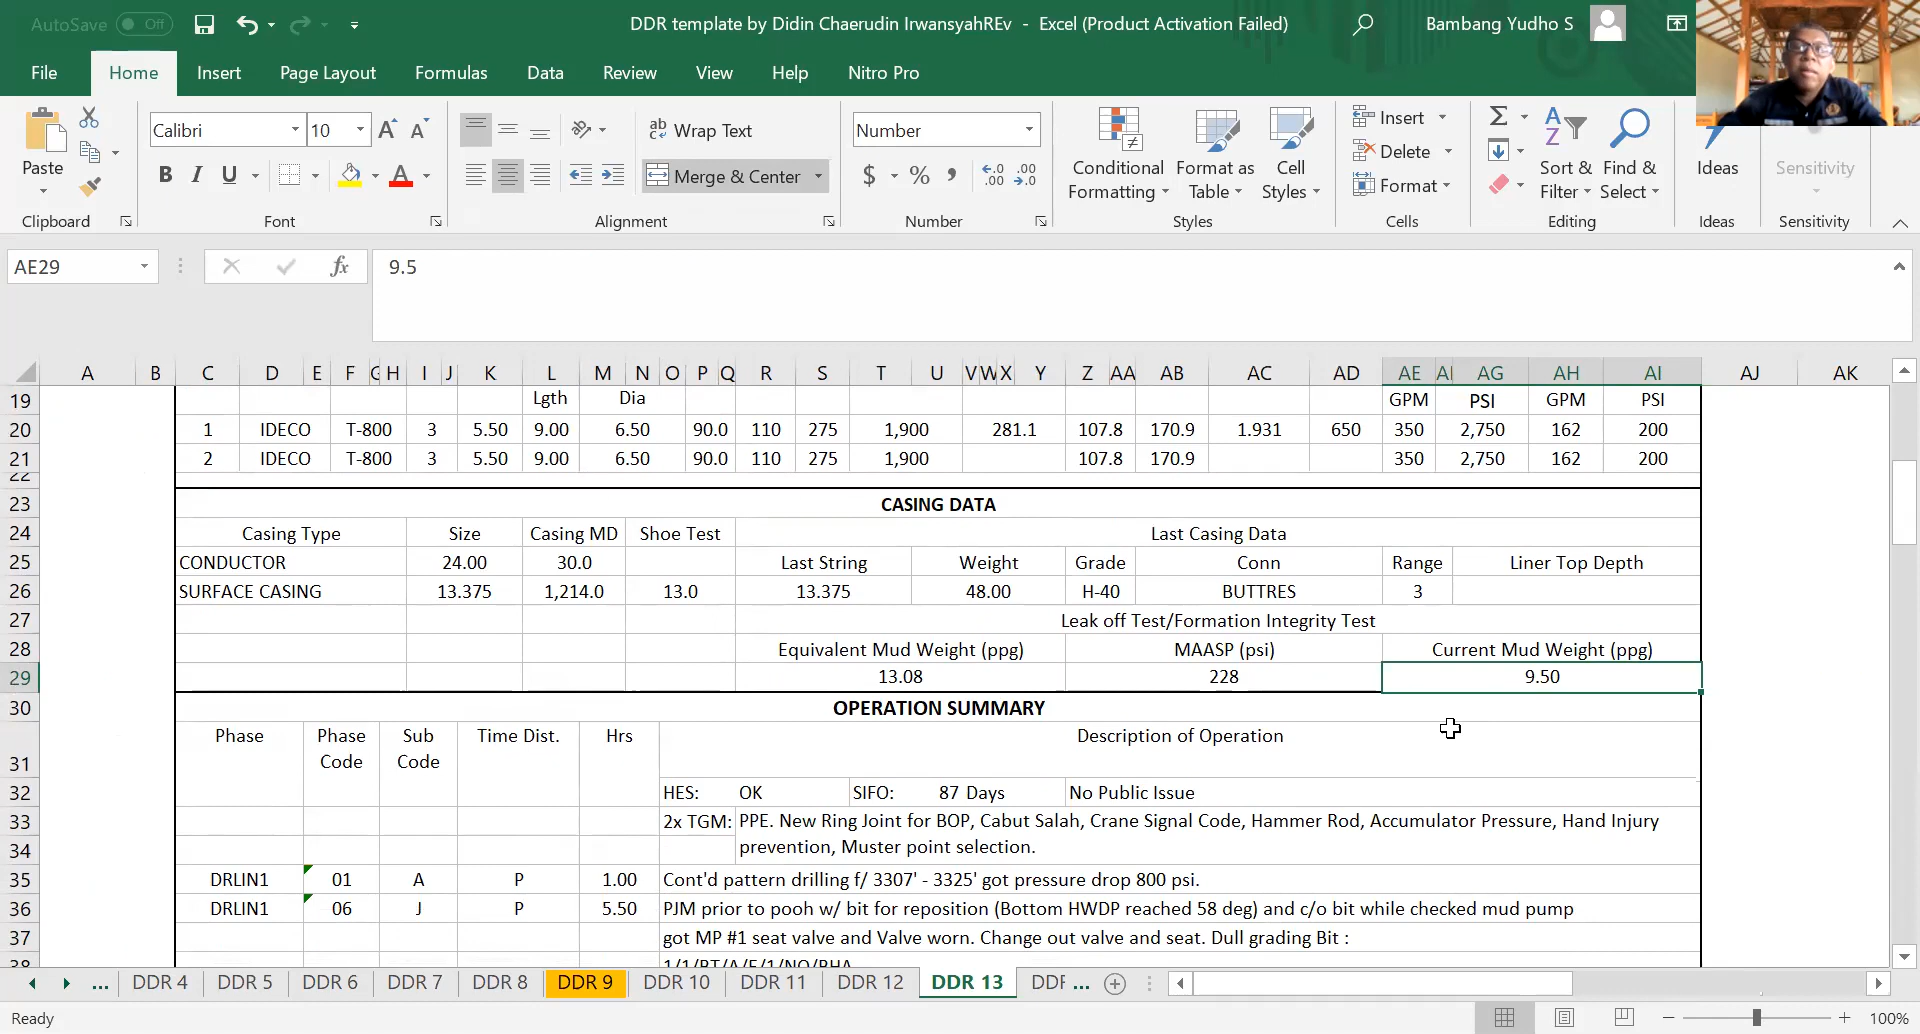 AutoSave Off DDR template by Didin Chaerudin IrwansyahREv - Excel (Product Activation Failed) Bambang Yudho S
File Home Insert Page Layout Formulas Data Review View Help Nitro Pro
Paste
Calibri 10
B I U A
ab Wrap Text
Merge & Center
Number
$ % , .00 .00
Conditional Formatting
Format as Table
Cell Styles
Insert
Delete
Format
Sort & Filter
Find & Select
Ideas
Sensitivity
Clipboard Font Alignment Number Styles Cells Editing Ideas Sensitivity
AE29 fx 9.5
A B C D E F G H I J K L M N O P Q R S T U V W X Y Z AA AB AC AD AE AG AH AI AJ AK
19 Lgth Dia GPM PSI GPM PSI
20 1 IDECO T-800 3 5.50 9.00 6.50 90.0 110 275 1,900 281.1 107.8 170.9 1.931 650 350 2,750 162 200
21 2 IDECO T-800 3 5.50 9.00 6.50 90.0 110 275 1,900 107.8 170.9 350 2,750 162 200
22
23 CASING DATA
24 Casing Type Size Casing MD Shoe Test Last Casing Data
25 CONDUCTOR 24.00 30.0 Last String Weight Grade Conn Range Liner Top Depth
26 SURFACE CASING 13.375 1,214.0 13.0 13.375 48.00 H-40 BUTTRES 3
27 Leak off Test/Formation Integrity Test
28 Equivalent Mud Weight (ppg) MAASP (psi) Current Mud Weight (ppg)
29 13.08 228 9.50
30 OPERATION SUMMARY
31 Phase Phase Code Sub Code Time Dist. Hrs Description of Operation
32 HES: OK SIFO: 87 Days No Public Issue
33 2x TGM: PPE. New Ring Joint for BOP, Cabut Salah, Crane Signal Code, Hammer Rod, Accumulator Pressure, Hand Injury
34 prevention, Muster point selection.
35 DRLIN1 01 A P 1.00 Cont'd pattern drilling f/ 3307' - 3325' got pressure drop 800 psi.
36 DRLIN1 06 J P 5.50 PJM prior to pooh w/ bit for reposition (Bottom HWDP reached 58 deg) and c/o bit while checked mud pump
37 got MP #1 seat valve and Valve worn. Change out valve and seat. Dull grading Bit :
38
... DDR 4 DDR 5 DDR 6 DDR 7 DDR 8 DDR 9 DDR 10 DDR 11 DDR 12 DDR 13 DDF ...
Ready 100%